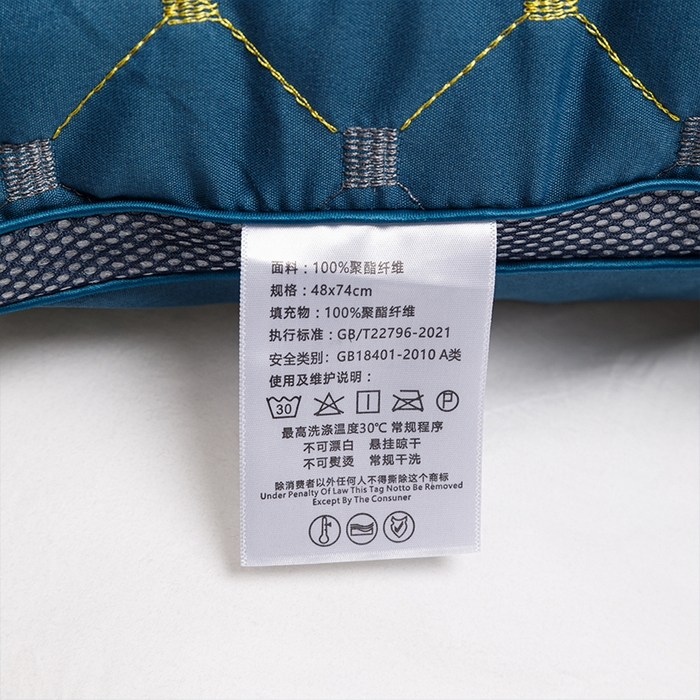 面料：100%聚酯纤维
规格：48x74cm
填充物：100%聚酯纤维
执行标准：GB/T22796-2021
安全类别：GB18401-2010 A类
使用及维护说明：
30 P
最高洗涤温度30℃ 常规程序
不可漂白 悬挂晾干
不可熨烫 常规干洗
除消费者以外任何人不得撕除这个商标
Under Penalty Of Law This Tag Notto Be Removed
Except By The Consuner